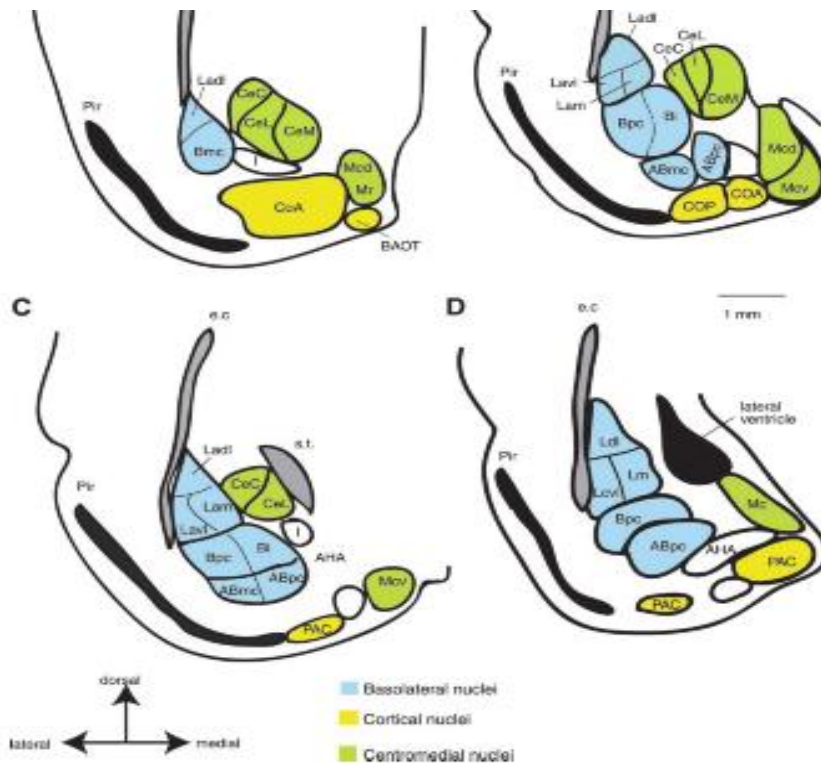 Ladl
Pir
CeC
CeL
CeM
Bmc
I
Mcd
Mr
CoA
BAOT
Ladl
CeL
CeC
Pir
Lavl
Lam
CeM
Bpc
Bi
ABmc
ABpc
Mcd
Mcv
COP
COA
C
e.c
Ladl
s.t.
Pir
CeC
CeL
Lam
Lavl
I
Bpc
Bi
AHA
ABmc
ABpc
Mcv
PAC
D
e.c
1 mm
lateral
ventricle
Pir
Ldl
Lm
Lcvl
Bpc
Mc
ABpc
AHA
PAC
PAC
dorsal
lateral
medial
Basolateral nuclei
Cortical nuclei
Centromedial nuclei